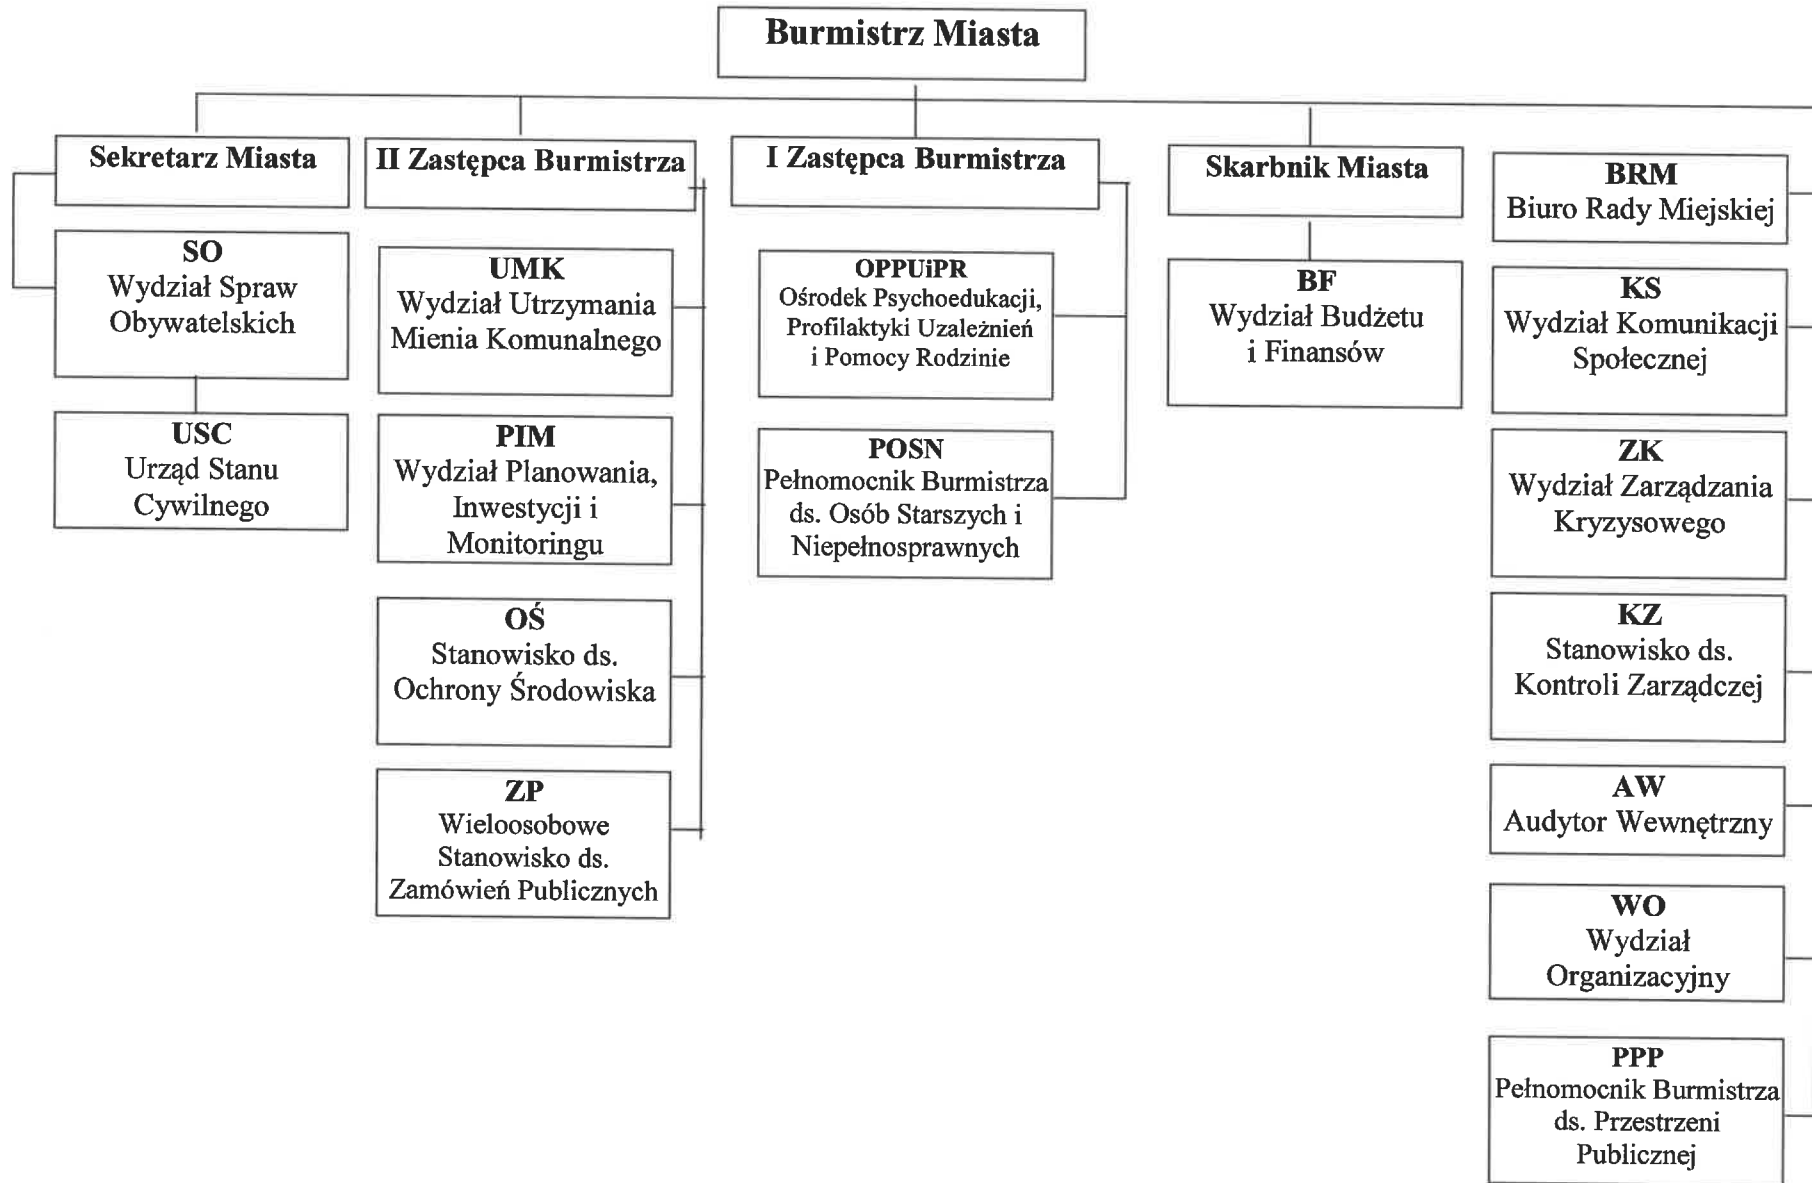 Burmistrz Miasta
Sekretarz Miasta
SO
Wydział Spraw
Obywatelskich
USC
Urząd Stanu
Cywilnego
II Zastępca Burmistrza
UMK
Wydział Utrzymania
Mienia Komunalnego
PIM
Wydział Planowania,
Inwestycji i
Monitoringu
OŚ
Stanowisko ds.
Ochrony Środowiska
ZP
Wieloosobowe
Stanowisko ds.
Zamówień Publicznych
I Zastępca Burmistrza
OPPUiPR
Ośrodek Psychoedukacji,
Profilaktyki Uzależnień
i Pomocy Rodzinie
POSN
Pełnomocnik Burmistrza
ds. Osób Starszych i
Niepełnosprawnych
Skarbnik Miasta
BF
Wydział Budżetu
i Finansów
BRM
Biuro Rady Miejskiej
KS
Wydział Komunikacji
Społecznej
ZK
Wydział Zarządzania
Kryzysowego
KZ
Stanowisko ds.
Kontroli Zarządczej
AW
Audytor Wewnętrzny
WO
Wydział
Organizacyjny
PPP
Pełnomocnik Burmistrza
ds. Przestrzeni
Publicznej